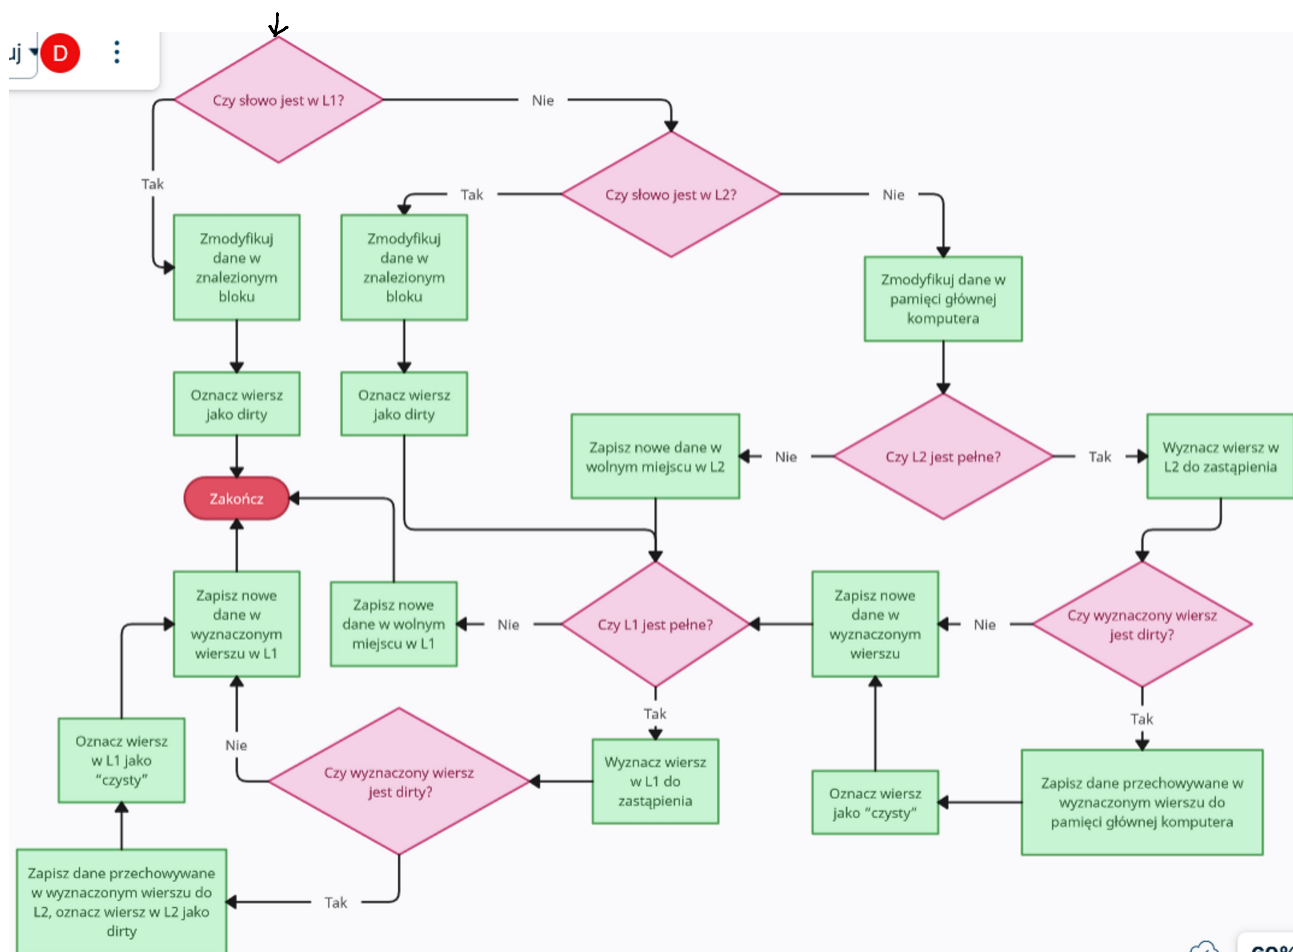 uj
D
Czy słowo jest w L1?
Nie
Czy słowo jest w L2?
Tak
Tak
Nie
Zmodyfikuj
dane w
znalezionym
bloku
Zmodyfikuj
dane w
znalezionym
bloku
Zmodyfikuj dane w
pamięci głównej
komputera
Oznacz wiersz
jako dirty
Oznacz wiersz
jako dirty
Zapisz nowe dane w
wolnym miejscu w L2
Nie
Czy L2 jest pełne?
Tak
Wyznacz wiersz w
L2 do zastąpienia
Zakończ
Zapisz nowe
dane w
wyznaczonym
wierszu w L1
Zapisz nowe
dane w wolnym
miejscu w L1
Nie
Czy L1 jest pełne?
Zapisz nowe
dane w
wyznaczonym
wierszu
Nie
Czy wyznaczony wiersz
jest dirty?
Tak
Tak
Oznacz wiersz
w L1 jako
“czysty”
Nie
Czy wyznaczony wiersz
jest dirty?
Wyznacz wiersz
w L1 do
zastąpienia
Oznacz wiersz
jako “czysty”
Zapisz dane przechowywane w
wyznaczonym wierszu do
pamięci głównej komputera
Zapisz dane przechowywane
w wyznaczonym wierszu do
L2, oznacz wiersz w L2 jako
dirty
Tak